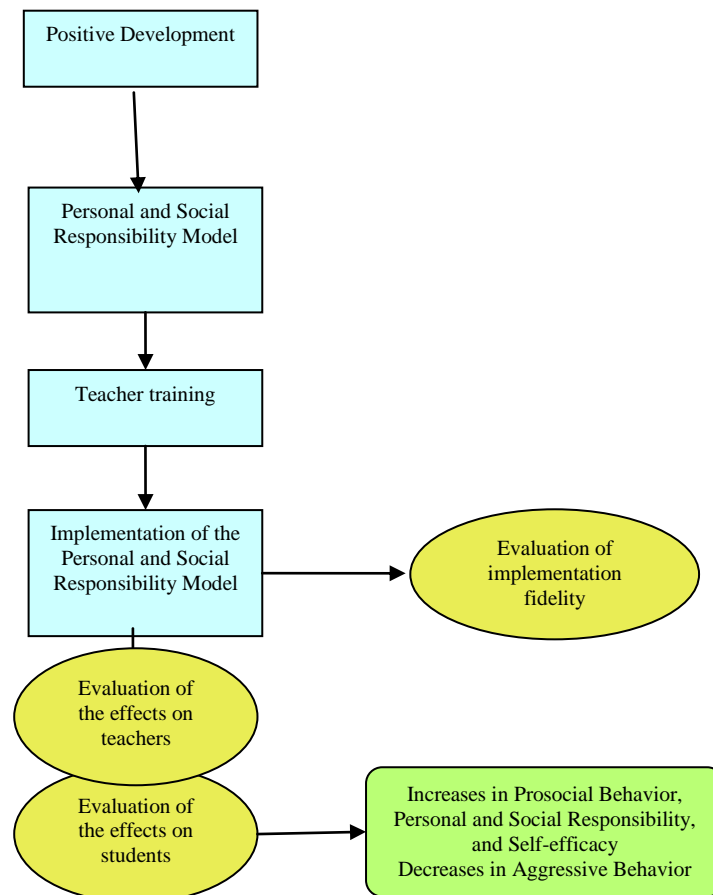 Positive Development
Personal and Social
Responsibility Model
Teacher training
Implementation of the
Personal and Social
Responsibility Model
Evaluation of
implementation
fidelity
Evaluation of
the effects on
teachers
Evaluation of
the effects on
students
Increases in Prosocial Behavior,
Personal and Social Responsibility,
and Self-efficacy
Decreases in Aggressive Behavior